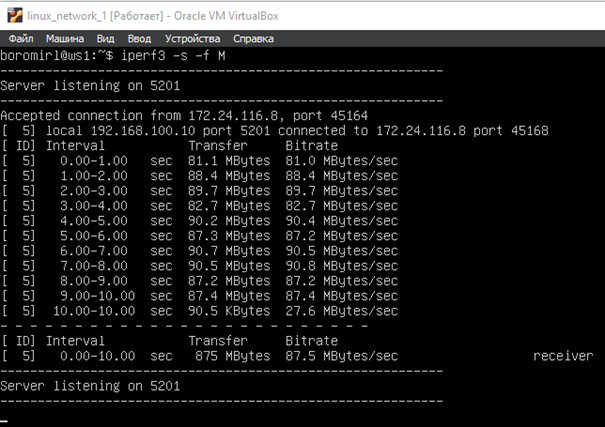 linux_network_1 [Работает] - Oracle VM VirtualBox
Файл Машина Вид Ввод Устройства Справка
boromirl@ws1:~$ iperf3 -s -f M
-----------------------------------------------------------
Server listening on 5201
-----------------------------------------------------------
Accepted connection from 172.24.116.8, port 45164
[  5] local 192.168.100.10 port 5201 connected to 172.24.116.8 port 45168
[ ID] Interval           Transfer     Bitrate
[  5]   0.00-1.00   sec  81.1 MBytes  81.0 MBytes/sec
[  5]   1.00-2.00   sec  88.4 MBytes  88.4 MBytes/sec
[  5]   2.00-3.00   sec  89.7 MBytes  89.7 MBytes/sec
[  5]   3.00-4.00   sec  82.7 MBytes  82.7 MBytes/sec
[  5]   4.00-5.00   sec  90.2 MBytes  90.4 MBytes/sec
[  5]   5.00-6.00   sec  87.3 MBytes  87.2 MBytes/sec
[  5]   6.00-7.00   sec  90.7 MBytes  90.5 MBytes/sec
[  5]   7.00-8.00   sec  90.5 MBytes  90.8 MBytes/sec
[  5]   8.00-9.00   sec  87.2 MBytes  87.2 MBytes/sec
[  5]   9.00-10.00  sec  87.4 MBytes  87.4 MBytes/sec
[  5]  10.00-10.00  sec  90.5 KBytes  27.6 MBytes/sec
- - - - - - - - - - - - - - - - - - - - - - - - -
[ ID] Interval           Transfer     Bitrate
[  5]   0.00-10.00  sec   875 MBytes  87.5 MBytes/sec                  receiver
-----------------------------------------------------------
Server listening on 5201
-----------------------------------------------------------